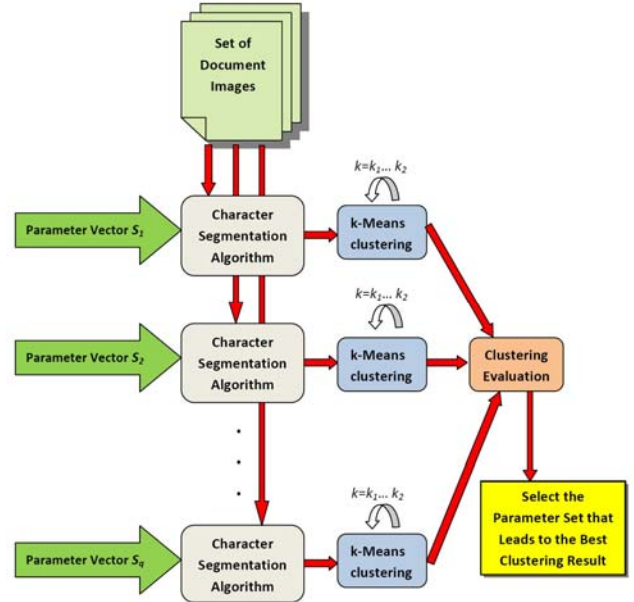 Set of
Document
Images
k=k₁... k₂
Parameter Vector S₁
Character
Segmentation
Algorithm
k-Means
clustering
k=k₁... k₂
Parameter Vector S₂
Character
Segmentation
Algorithm
k-Means
clustering
Clustering
Evaluation
k=k₁... k₂
Select the
Parameter Set that
Leads to the Best
Clustering Result
Parameter Vector S_q
Character
Segmentation
Algorithm
k-Means
clustering